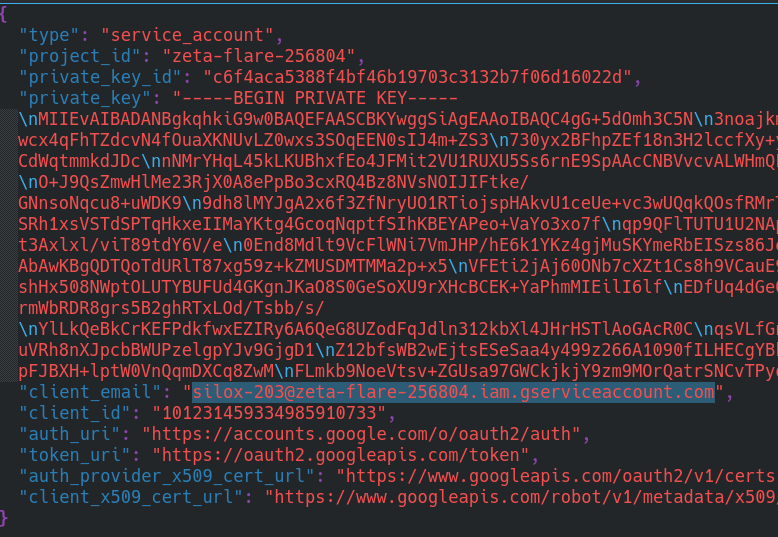 {
"type": "service_account",
"project_id": "zeta-flare-256804",
"private_key_id": "c6f4aca5388f4bf46b19703c3132b7f06d16022d",
"private_key": "-----BEGIN PRIVATE KEY-----
\nMIIEvAIBADANBgkqhkiG9w0BAQEFAASCBKYwggSiAgEAAoIBAQC4gG+5dOmh3C5N\n3noajkm
wcx4qFhTZdcvN4fOuaXKNUvLZ0wxs3SOqEEN0sIJ4m+ZS3\n730yx2BFhpZEf18n3H2lccfXy+y
CdWqtmmkdJDc\nnNMrYHqL45kLKUBhxfEo4JFMit2VU1RUXU5Ss6rnE9SpAAcCNBVvcvALWHmQ
\nO+J9QsZmwHlMe23RjX0A8ePpBo3cxRQ4Bz8NVsNOIJIFtke/
GNnsoNqcu8+uWDK9\n9dh8lMYJgA2x6f3ZfNryUO1RTiojspHAkvU1ceUe+vc3wUQqkQOsfRMr
SRh1xsVSTdSPTqHkxeIIMaYKtg4GcoqNqptfSIhKBEYAPeo+VaYo3xo7f\nqp9QFlTUTU1U2NA
t3Axlxl/viT89tdY6V/e\n0End8Mdlt9VcFlWNi7VmJHP/hE6k1YKz4gjMuSKYmeRbEISzs86J
AbAwKBgQDTQoTdURlT87xg59z+kZMUSDMTMMa2p+x5\nVFEti2jAj60ONb7cXZt1Cs8h9VCauE9
shHx508NWptOLUTYBUFUd4GKgnJKaO8S0GeSoXU9rXHcBCEK+YaPhmMIEilI6lf\nEDfUq4dGe
rmWbRDR8grs5B2ghRTxLOd/Tsbb/s/
\nYlLkQeBkCrKEFPdkfwxEZIRy6A6QeG8UZodFqJdln312kbXl4JHrHSTlAoGAcR0C\nqsVLfG
uVRh8nXJpcbBWUPzelgpYJv9GjgD1\nZ12bfsWB2wEjtsESeSaa4y499z266A1090fILHECgYB
pFJBXH+lptW0VnQqmDXCq8ZwM\nFLmkb9NoeVtsv+ZGUsa97GWCkjkjY9zm9MOrQatrSNCvTPy
"client_email": "silox-203@zeta-flare-256804.iam.gserviceaccount.com",
"client_id": "101231459334985910733",
"auth_uri": "https://accounts.google.com/o/oauth2/auth",
"token_uri": "https://oauth2.googleapis.com/token",
"auth_provider_x509_cert_url": "https://www.googleapis.com/oauth2/v1/certs
"client_x509_cert_url": "https://www.googleapis.com/robot/v1/metadata/x509/
}